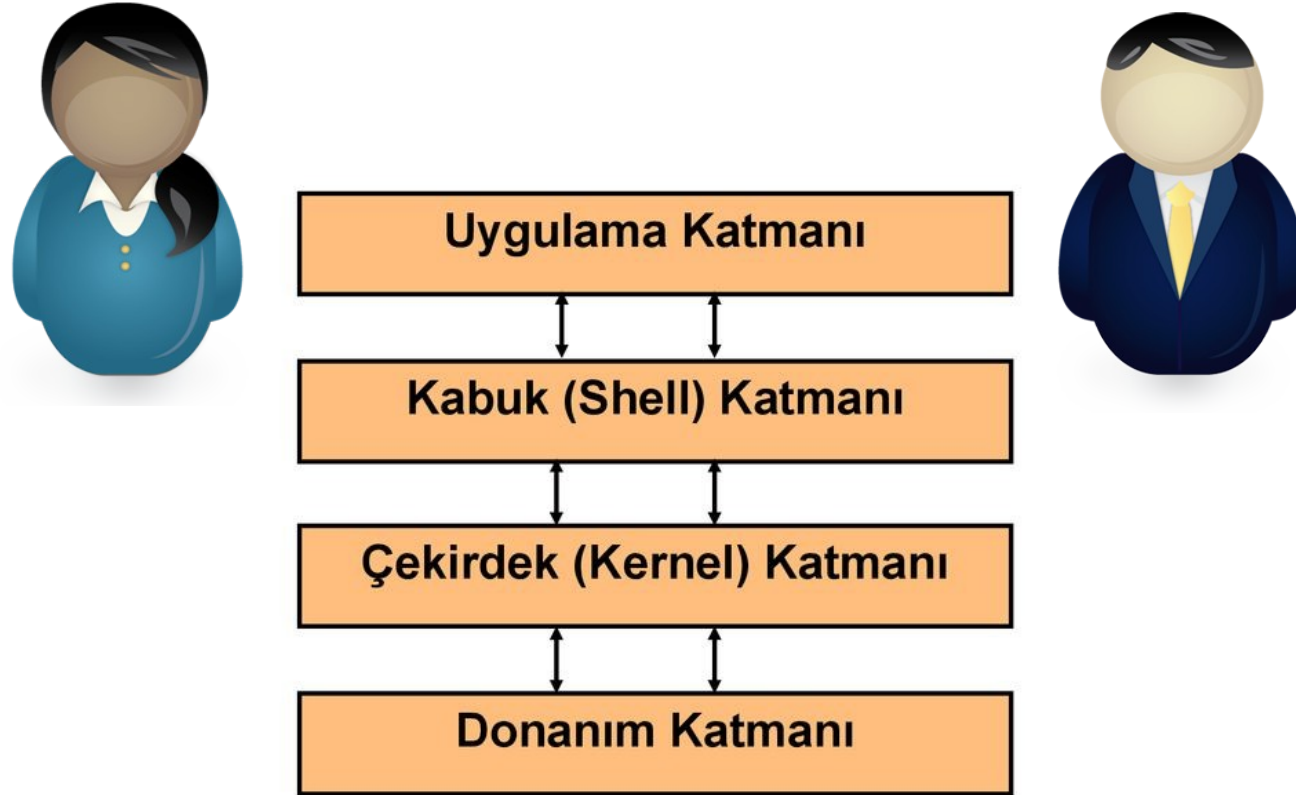 Uygulama Katmanı
Kabuk (Shell) Katmanı
Çekirdek (Kernel) Katmanı
Donanım Katmanı